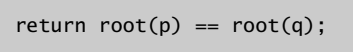 return root(p) == root(q);